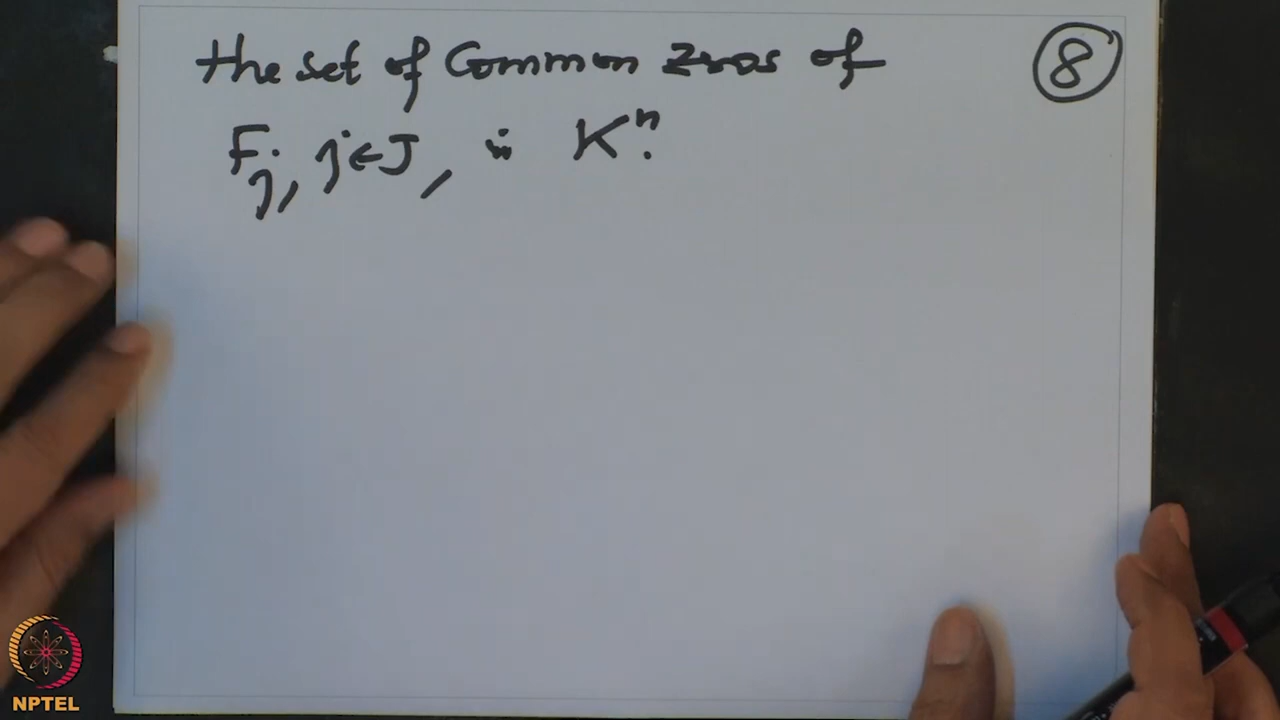 the set of Common zeros of
8
F_j, j∈J, in K^n.
NPTEL